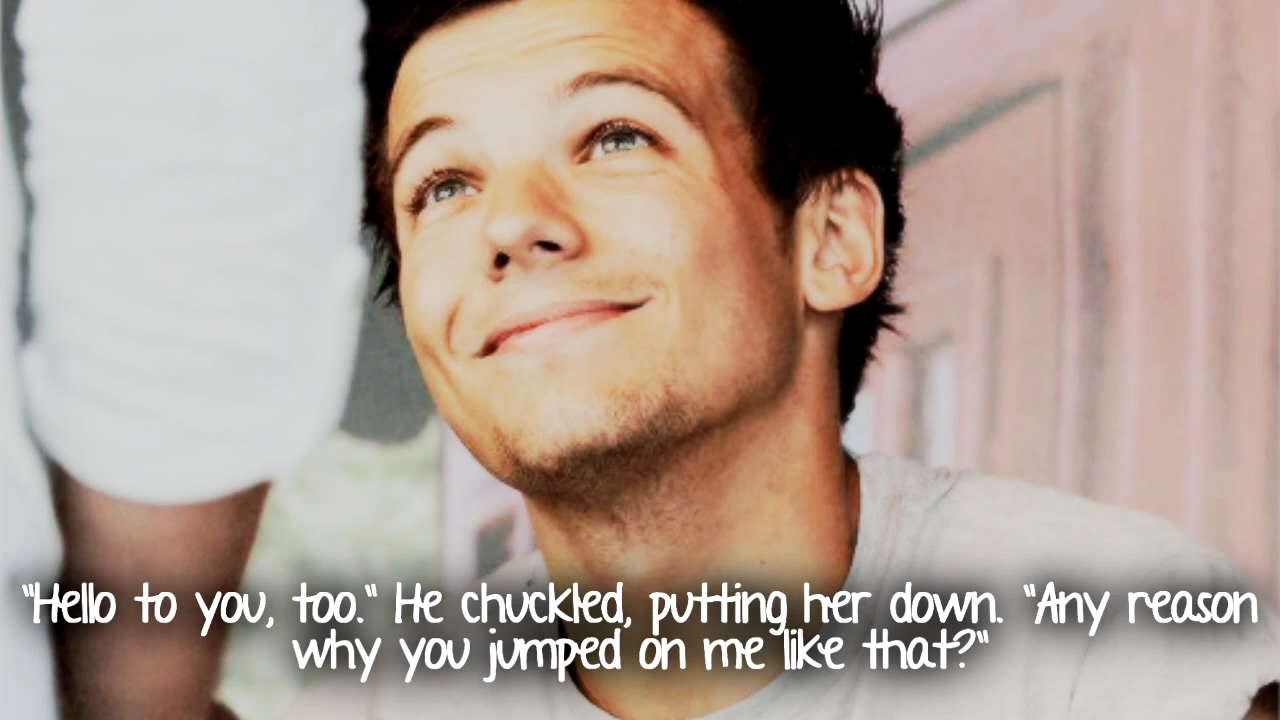 "Hello to you, too." He chuckled, putting her down. "Any reason
why you jumped on me like that?"